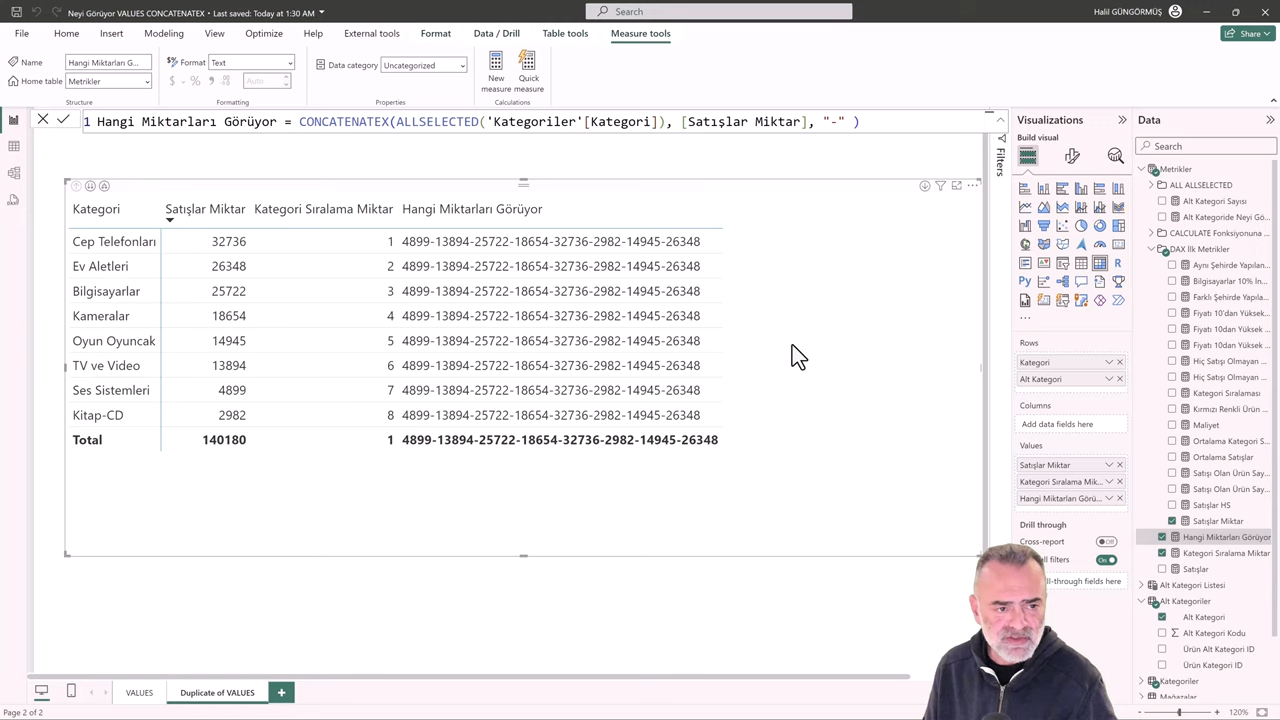 Neyi Görüyor VALUES CONCATENATEX • Last saved: Today at 1:30 AM
Search
Halil GÜNGÖRMÜŞ
File Home Insert Modeling View Optimize Help External tools Format Data / Drill Table tools Measure tools
Share
Name Hangi Miktarları G...
Home table Metrikler
Structure
Format Text
$ % Auto
Formatting
Data category Uncategorized
Properties
New measure
Quick measure
Calculations
1 Hangi Miktarları Görüyor = CONCATENATEX(ALLSELECTED('Kategoriler'[Kategori]), [Satışlar Miktar], "-" )
Kategori Satışlar Miktar Kategori Sıralama Miktar Hangi Miktarları Görüyor
Cep Telefonları 32736 1 4899-13894-25722-18654-32736-2982-14945-26348
Ev Aletleri 26348 2 4899-13894-25722-18654-32736-2982-14945-26348
Bilgisayarlar 25722 3 4899-13894-25722-18654-32736-2982-14945-26348
Kameralar 18654 4 4899-13894-25722-18654-32736-2982-14945-26348
Oyun Oyuncak 14945 5 4899-13894-25722-18654-32736-2982-14945-26348
TV ve Video 13894 6 4899-13894-25722-18654-32736-2982-14945-26348
Ses Sistemleri 4899 7 4899-13894-25722-18654-32736-2982-14945-26348
Kitap-CD 2982 8 4899-13894-25722-18654-32736-2982-14945-26348
Total 140180 1 4899-13894-25722-18654-32736-2982-14945-26348
Filters
Visualizations
Build visual
R
Py
Rows
Kategori
Alt Kategori
Columns
Add data fields here
Values
Satışlar Miktar
Kategori Sıralama Mik...
Hangi Miktarları Görü...
Drill through
Cross-report Off
ll filters On
ll-through fields here
Data
Search
Metrikler
ALL ALLSELECTED
Alt Kategori Sayısı
Alt Kategoride Neyi Gö...
CALCULATE Fonksiyonuna ...
DAX İlk Metrikler
Aynı Şehirde Yapılan...
Bilgisayarlar 10% İn...
Farklı Şehirde Yapıla...
Fiyatı 10'dan Yüksek...
Fiyatı 10dan Yüksek ...
Fiyatı 10dan Yüksek ...
Hiç Satışı Olmayan ...
Hiç Satışı Olmayan ...
Kategori Sıralaması
Kırmızı Renkli Ürün ...
Maliyet
Ortalama Kategori S...
Ortalama Satışlar
Satışı Olan Ürün Say...
Satışı Olan Ürün Say...
Satışlar HS
Satışlar Miktar
Hangi Miktarları Görüyor
Kategori Sıralama Miktar
Satışlar
Alt Kategori Listesi
Alt Kategoriler
Alt Kategori
Alt Kategori Kodu
Ürün Alt Kategori ID
Ürün Kategori ID
Kategoriler
Mağazalar
VALUES
Duplicate of VALUES
Page 2 of 2
120%